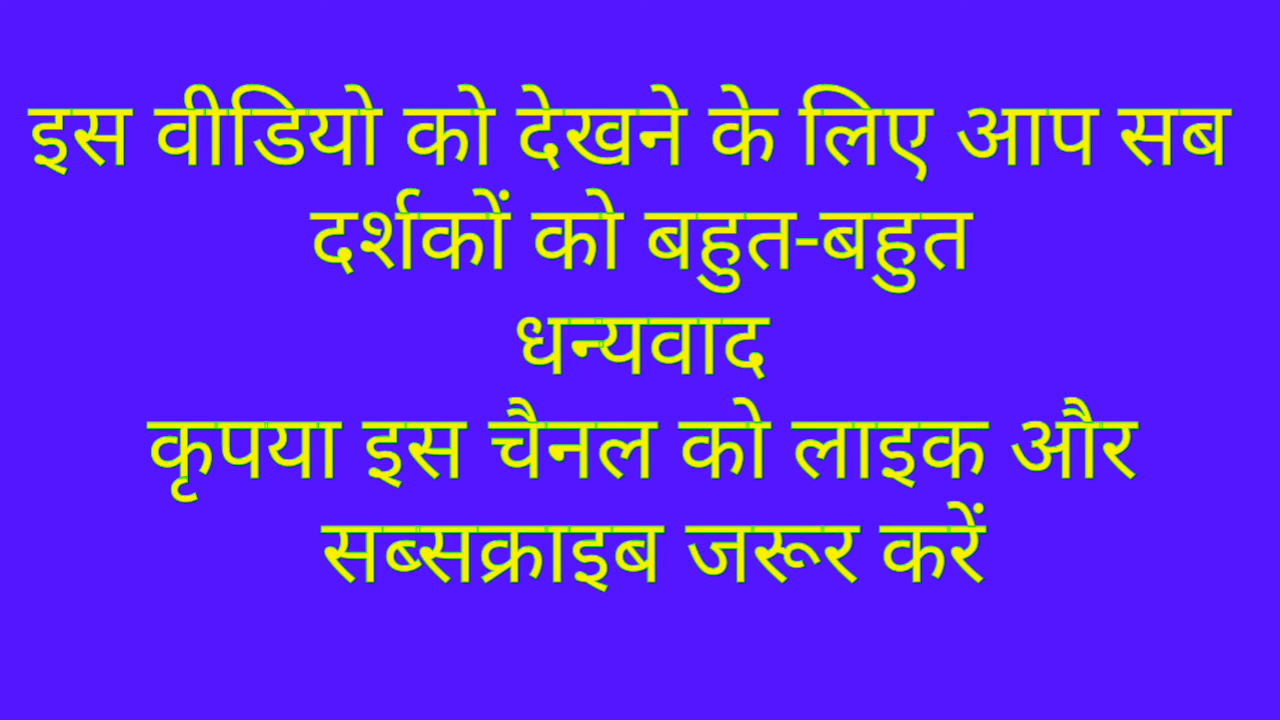 इस वीडियो को देखने के लिए आप सब
दर्शकों को बहुत-बहुत
धन्यवाद
कृपया इस चैनल को लाइक और
सब्सक्राइब जरूर करें